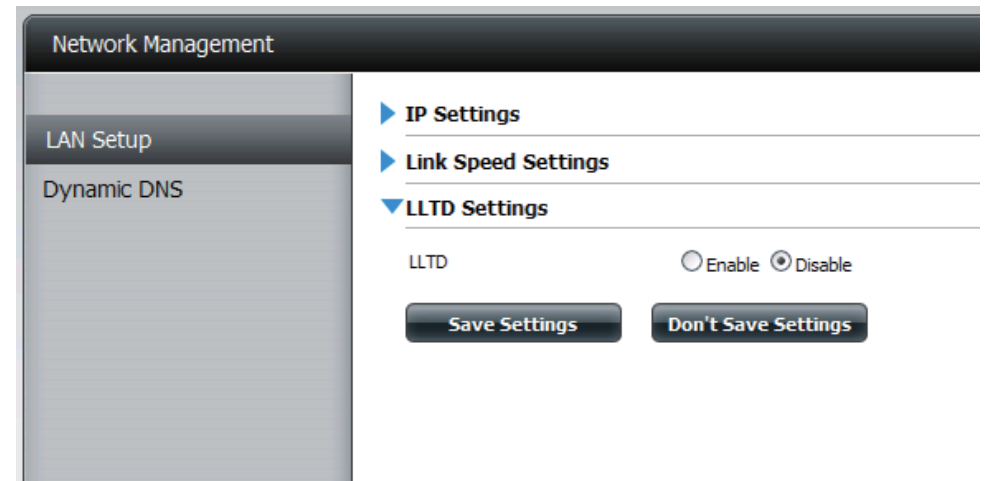 Network Management
LAN Setup
Dynamic DNS
IP Settings
Link Speed Settings
LLTD Settings
LLTD Enable Disable
Save Settings Don't Save Settings